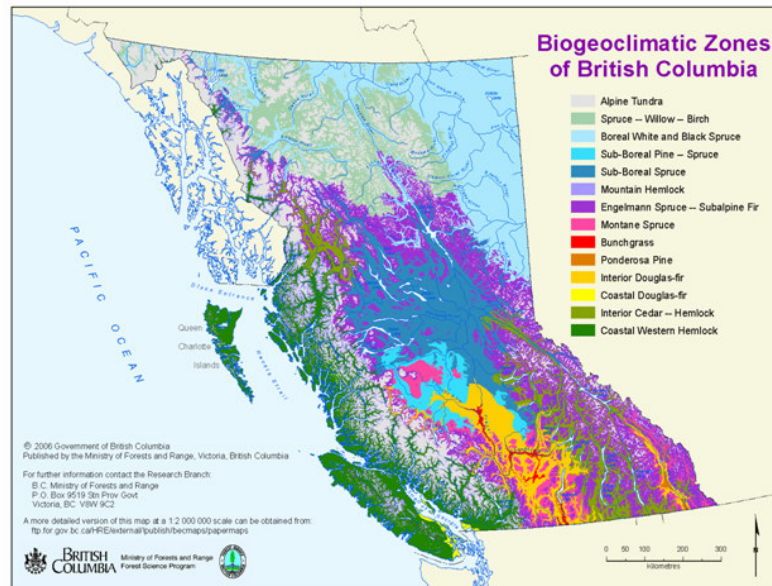 Biogeoclimatic Zones
of British Columbia
Alpine Tundra
Spruce -- Willow -- Birch
Boreal White and Black Spruce
Sub-Boreal Pine -- Spruce
Sub-Boreal Spruce
Mountain Hemlock
Engelmann Spruce -- Subalpine Fir
Montane Spruce
Bunchgrass
Ponderosa Pine
Interior Douglas-fir
Coastal Douglas-fir
Interior Cedar -- Hemlock
Coastal Western Hemlock
PACIFIC OCEAN
Dixon Entrance
Queen
Charlotte
Islands
Hecate Strait
© 2006 Government of British Columbia
Published by the Ministry of Forests and Range, Victoria, British Columbia
For further information contact the Research Branch:
B.C. Ministry of Forests and Range
P.O. Box 9519 Stn Prov Govt
Victoria, BC V8W 9C2
A more detailed version of this map at a 1:2 000 000 scale can be obtained from:
ftp.for.gov.bc.ca/HRE/external/!publish/becmaps/papermaps
BRITISH
COLUMBIA
Ministry of Forests and Range
Forest Science Program
50 0 50 100 150 200
Kilometres